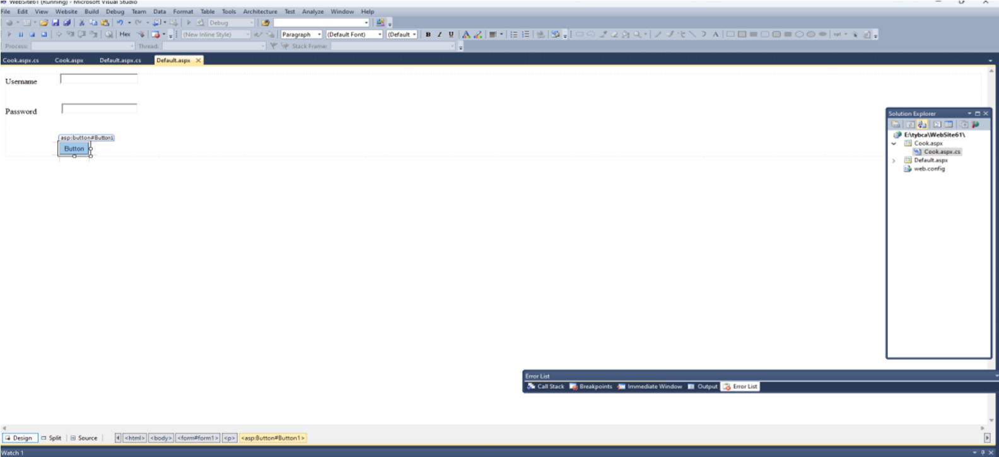 WebSite61 (Running) - Microsoft Visual Studio
File Edit View Website Build Debug Team Data Format Table Tools Architecture Test Analyze Window Help
Debug
Hex (New Inline Style) Paragraph (Default Font) (Default B I U A A
Process: Thread: Stack Frame:
Cook.aspx.cs Cook.aspx Default.aspx.cs Default.aspx
Username
Password
asp:button#Button1
Button
Solution Explorer
E:\tybca\WebSite61\
Cook.aspx
Cook.aspx.cs
Default.aspx
web.config
Error List
Call Stack Breakpoints Immediate Window Output Error List
Design Split Source <html> <body> <form#form1> <p> <asp:Button#Button1>
Watch 1